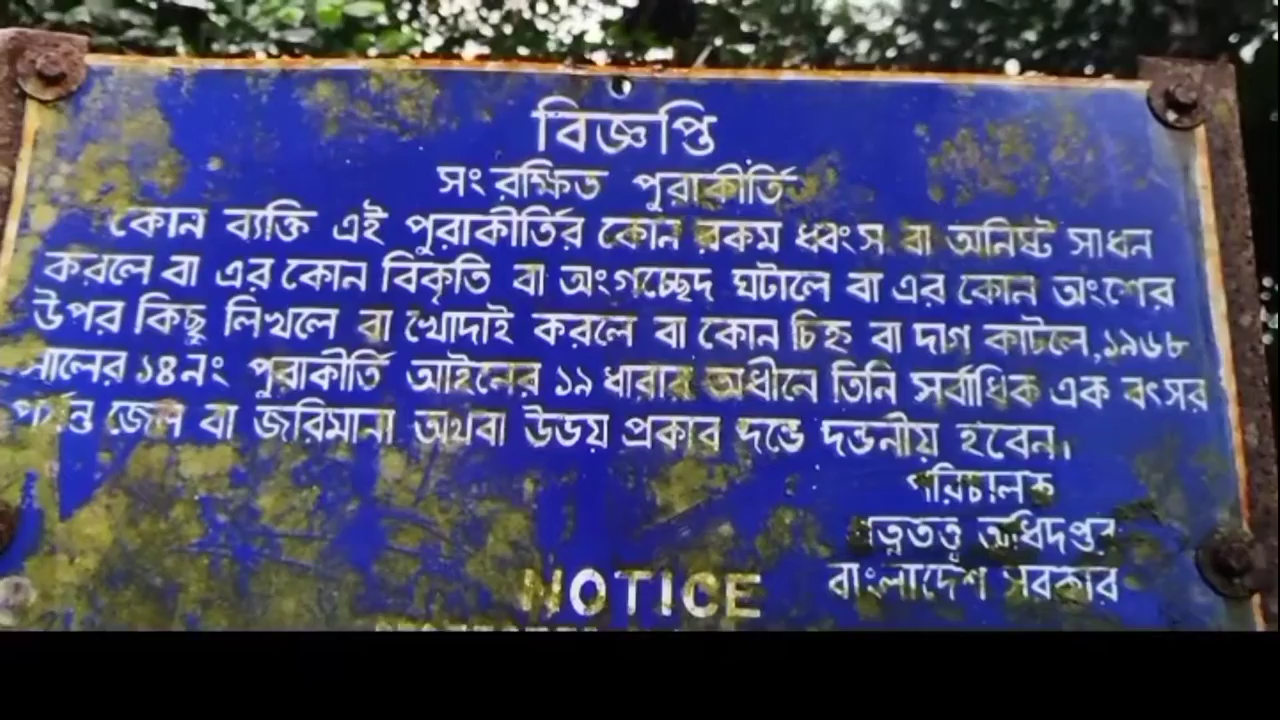 বিজ্ঞপ্তি
সংরক্ষিত পুরাকীর্তি
কোন ব্যক্তি এই পুরাকীর্তির কোন রকম ধ্বংস বা অনিষ্ট সাধন
করলে বা এর কোন বিকৃতি বা অংগচ্ছেদ ঘটালে বা এর কোন অংশের
উপর কিছু লিখলে বা খোদাই করলে বা কোন চিহ্ন বা দাগ কাটলে, ১৯৬৮
সালের ১৪নং পুরাকীর্তি আইনের ১৯ ধারার অধীনে তিনি সর্বাধিক এক বৎসর
পর্যন্ত জেল বা জরিমানা অথবা উভয় প্রকার দন্ডে দন্ডনীয় হবেন।
পরিচালক
প্রত্নতত্ত্ব অধিদপ্তর
বাংলাদেশ সরকার
NOTICE